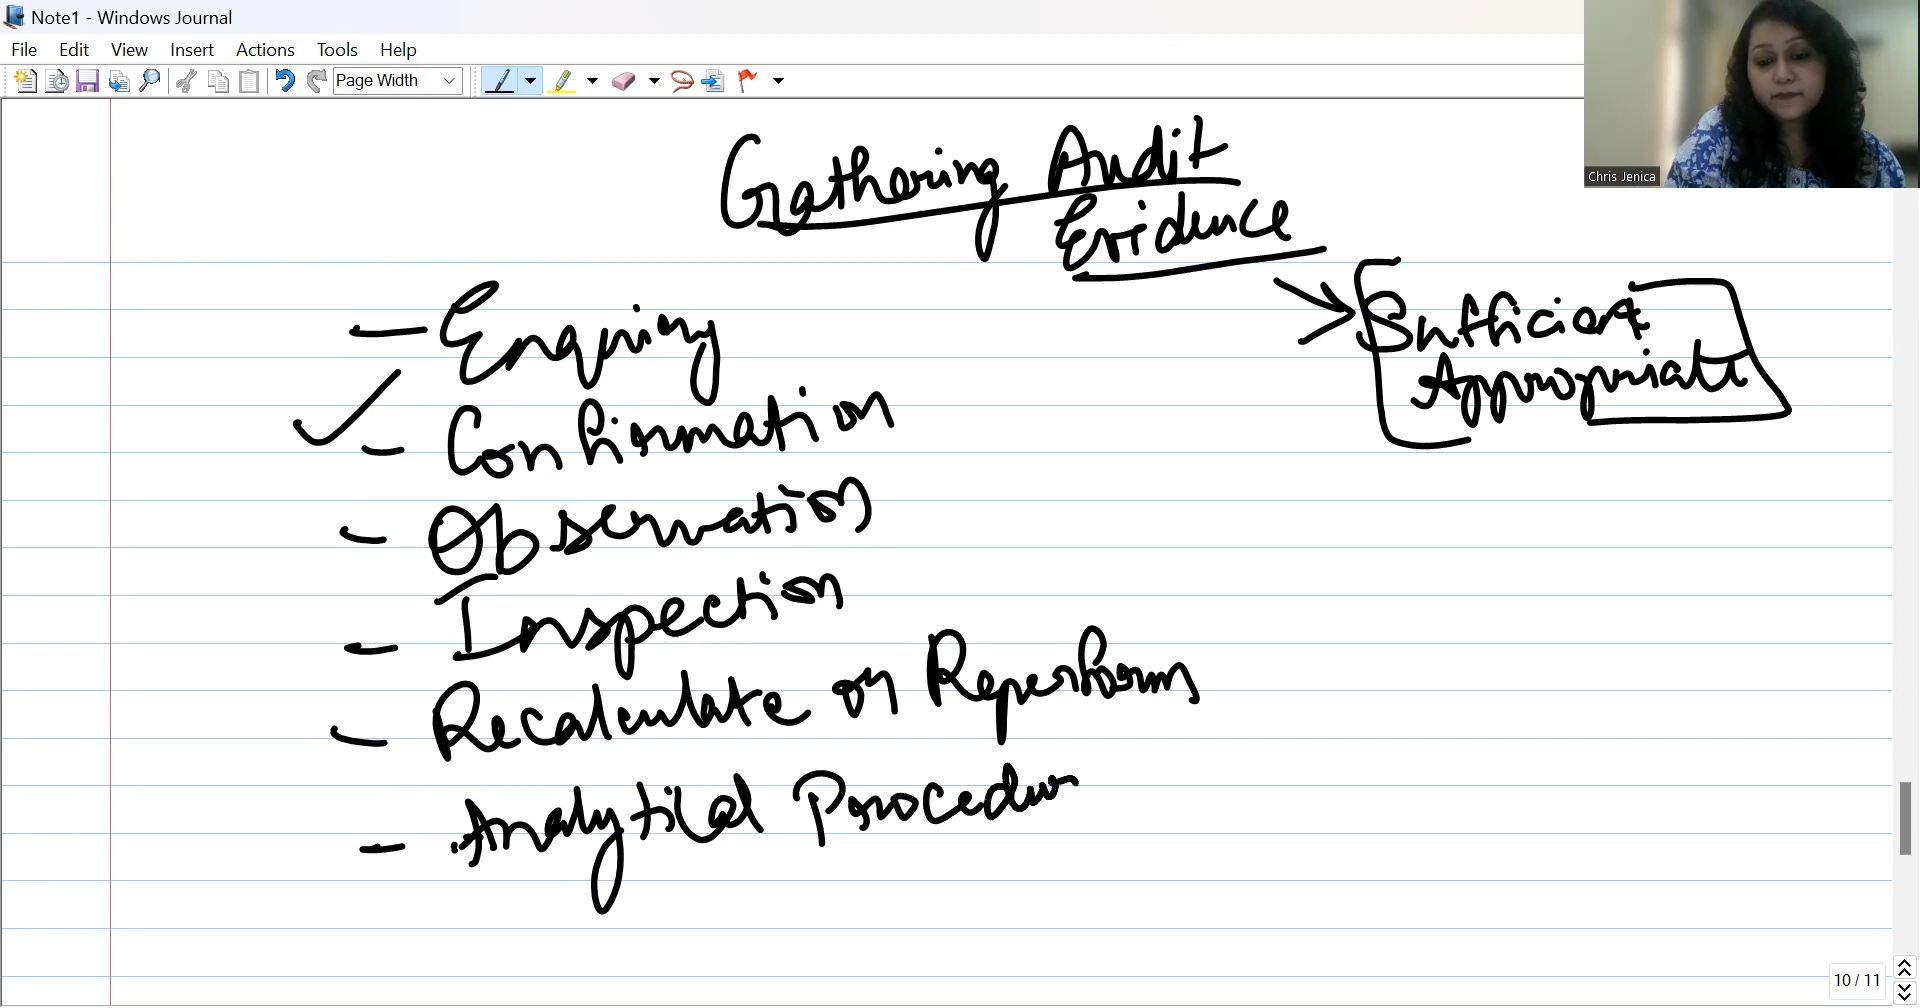 Note1 - Windows Journal
File Edit View Insert Actions Tools Help
Page Width
Chris Jenica
Gathering Audit
Evidence
Sufficient
Appropriate
- Enquiry
- Confirmation
- Observation
- Inspection
- Recalculate or Reperform
- Analytical Procedure
10 / 11